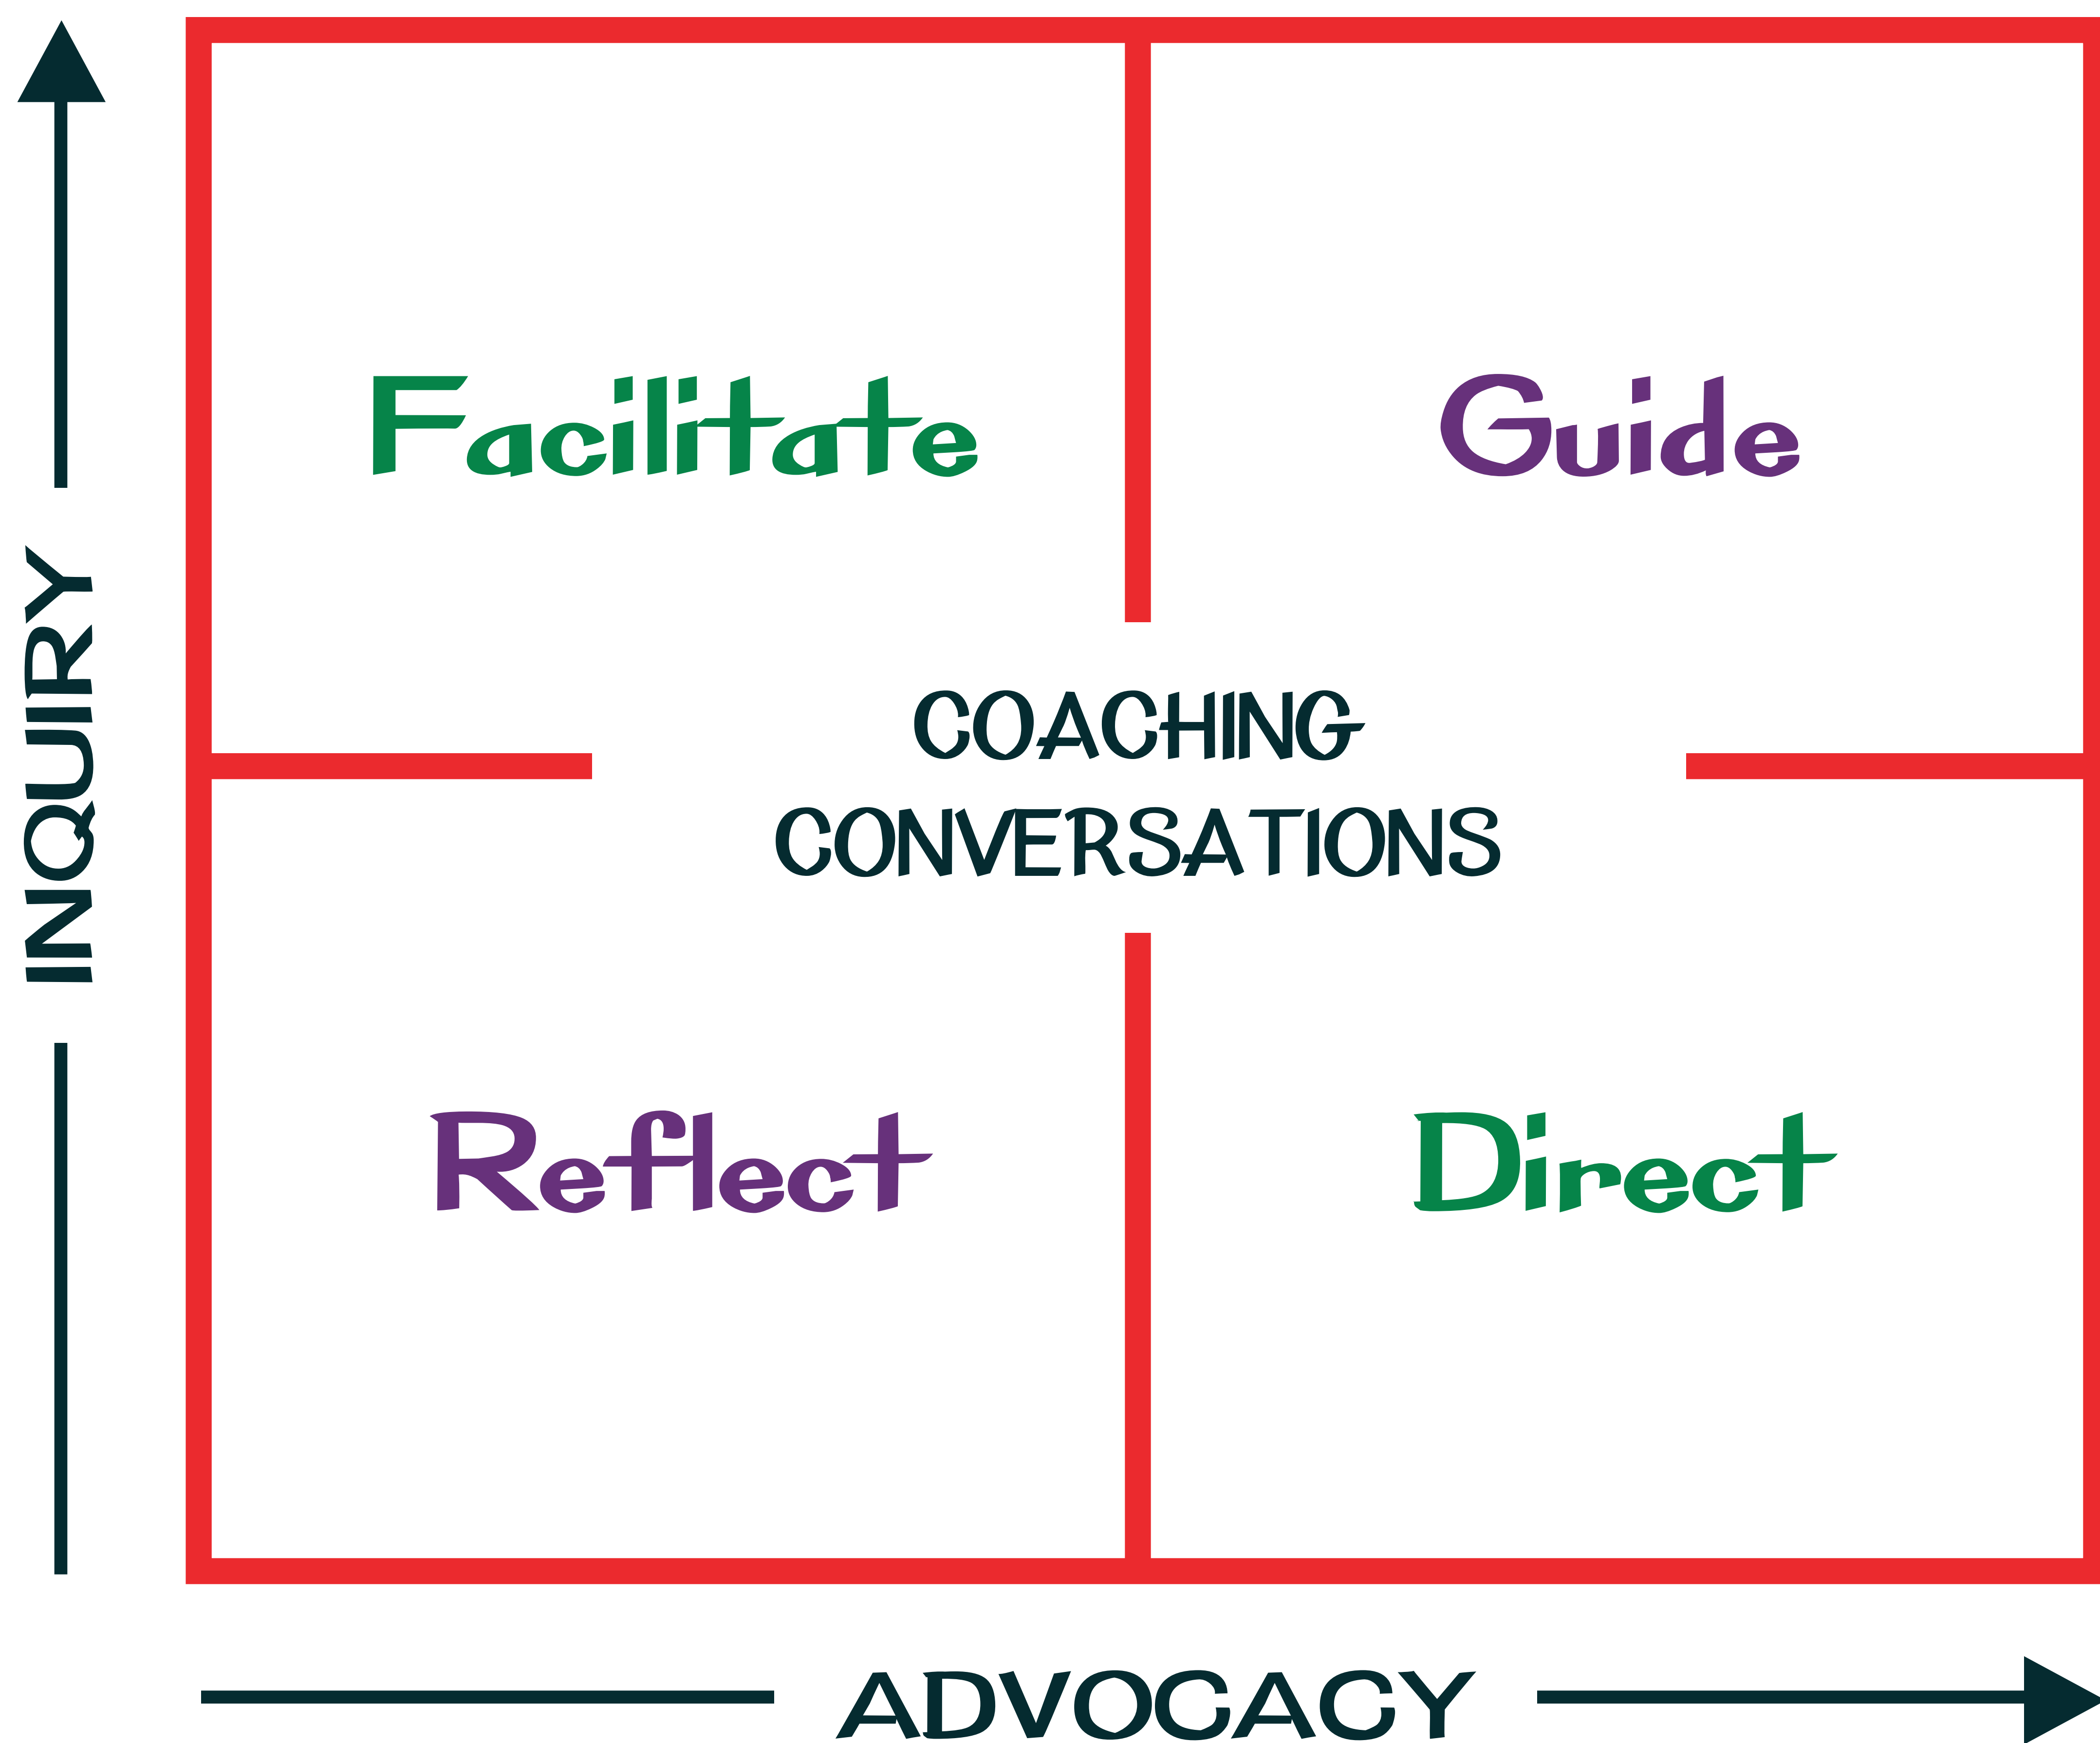 Facilitate
Guide
INQUIRY
COACHING
CONVERSATIONS
Reflect
Direct
ADVOCACY